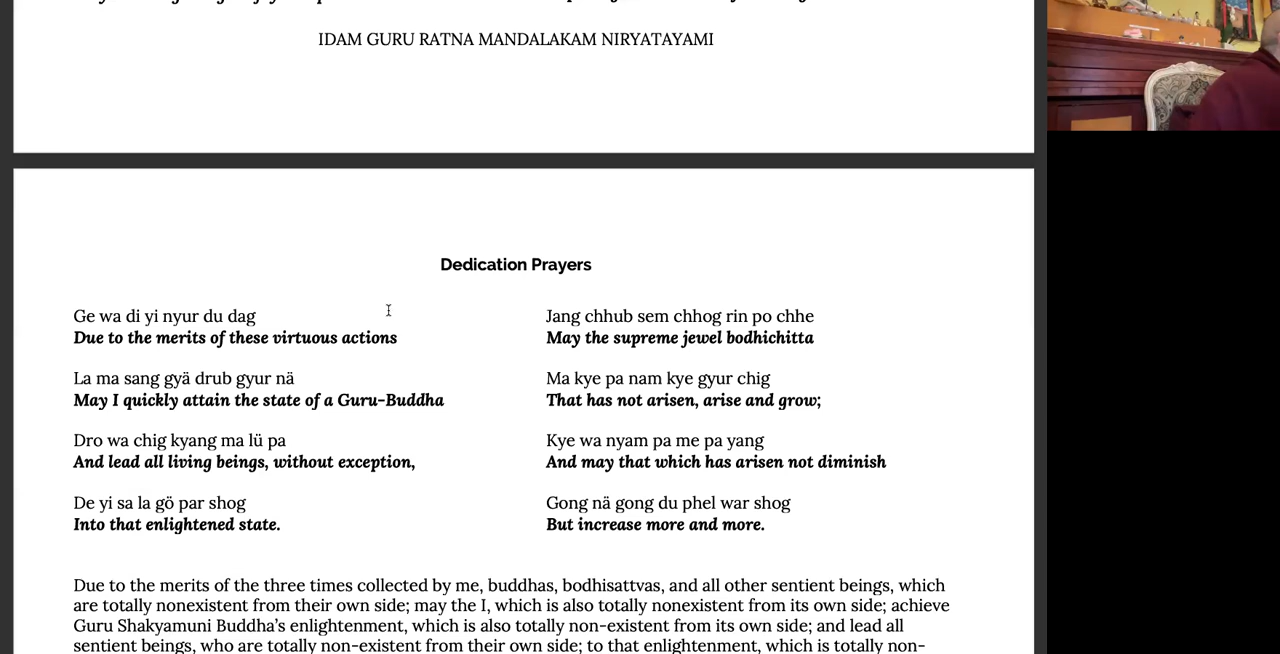 IDAM GURU RATNA MANDALAKAM NIRYATAYAMI
Dedication Prayers
Ge wa di yi nyur du dag
Due to the merits of these virtuous actions
La ma sang gyä drub gyur nä
May I quickly attain the state of a Guru-Buddha
Dro wa chig kyang ma lü pa
And lead all living beings, without exception,
De yi sa la gö par shog
Into that enlightened state.
Jang chhub sem chhog rin po chhe
May the supreme jewel bodhichitta
Ma kye pa nam kye gyur chig
That has not arisen, arise and grow;
Kye wa nyam pa me pa yang
And may that which has arisen not diminish
Gong nä gong du phel war shog
But increase more and more.
Due to the merits of the three times collected by me, buddhas, bodhisattvas, and all other sentient beings, which
are totally nonexistent from their own side; may the I, which is also totally nonexistent from its own side; achieve
Guru Shakyamuni Buddha's enlightenment, which is also totally non-existent from its own side; and lead all
sentient beings, who are totally non-existent from their own side; to that enlightenment, which is totally non-